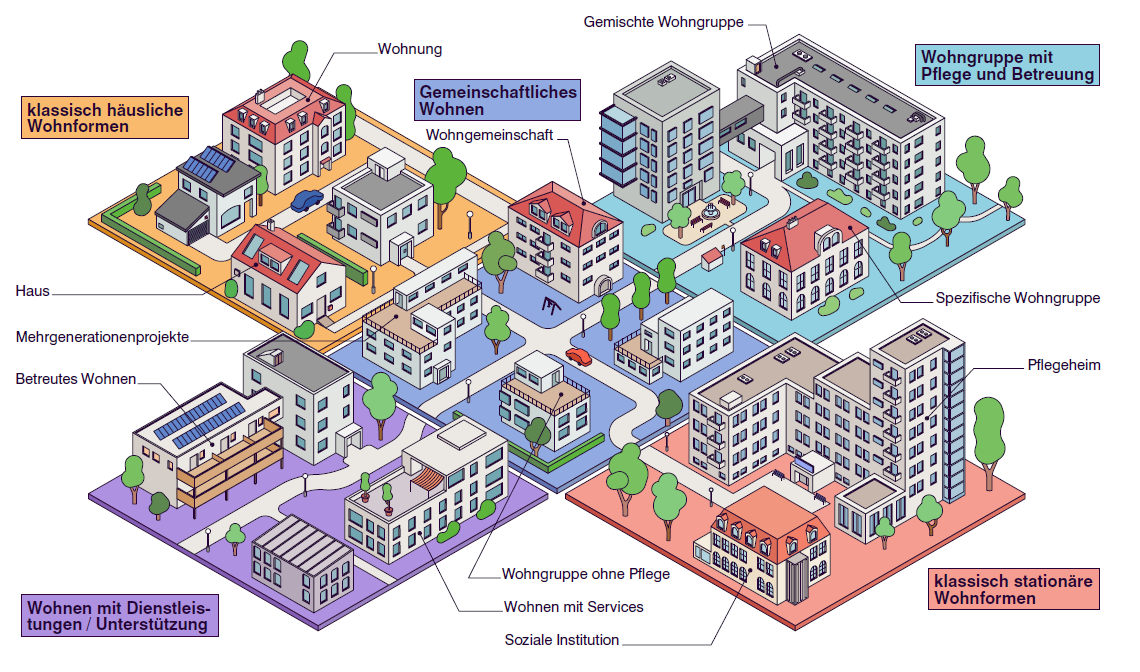 Gemischte Wohngruppe
Wohnung
Wohngruppe mit
Pflege und Betreuung
klassisch häusliche
Wohnformen
Gemeinschaftliches
Wohnen
Wohngemeinschaft
Haus
Spezifische Wohngruppe
Mehrgenerationenprojekte
Betreutes Wohnen
Pflegeheim
Wohngruppe ohne Pflege
klassisch stationäre
Wohnformen
Wohnen mit Dienstleis-
tungen / Unterstützung
Wohnen mit Services
Soziale Institution